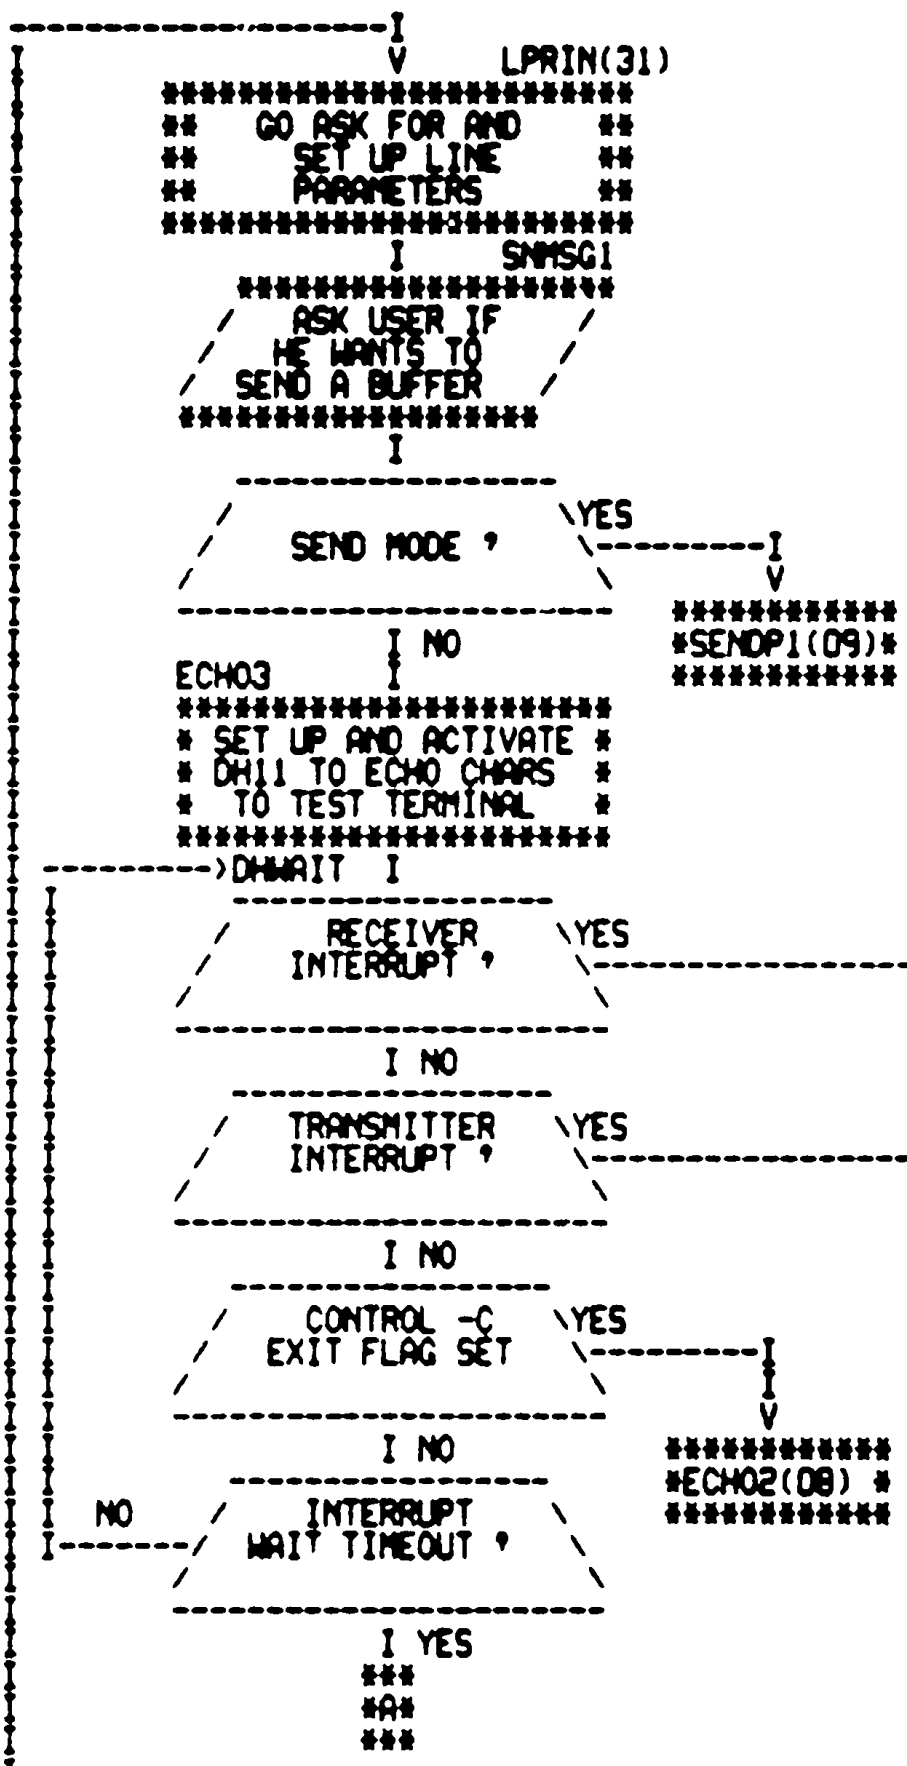 LPRIN(31)
GO ASK FOR AND
SET UP LINE
PARAMETERS
SNMSG1
ASK USER IF
HE WANTS TO
SEND A BUFFER
YES
SEND MODE ?
*SENDP1(09)*
NO
ECHO3
* SET UP AND ACTIVATE *
* DH11 TO ECHO CHARS *
* TO TEST TERMINAL *
DHWAIT
RECEIVER YES
INTERRUPT ?
NO
TRANSMITTER YES
INTERRUPT ?
NO
CONTROL -C YES
EXIT FLAG SET
NO
*ECHO2(08) *
NO INTERRUPT
WAIT TIMEOUT ?
YES
*A*